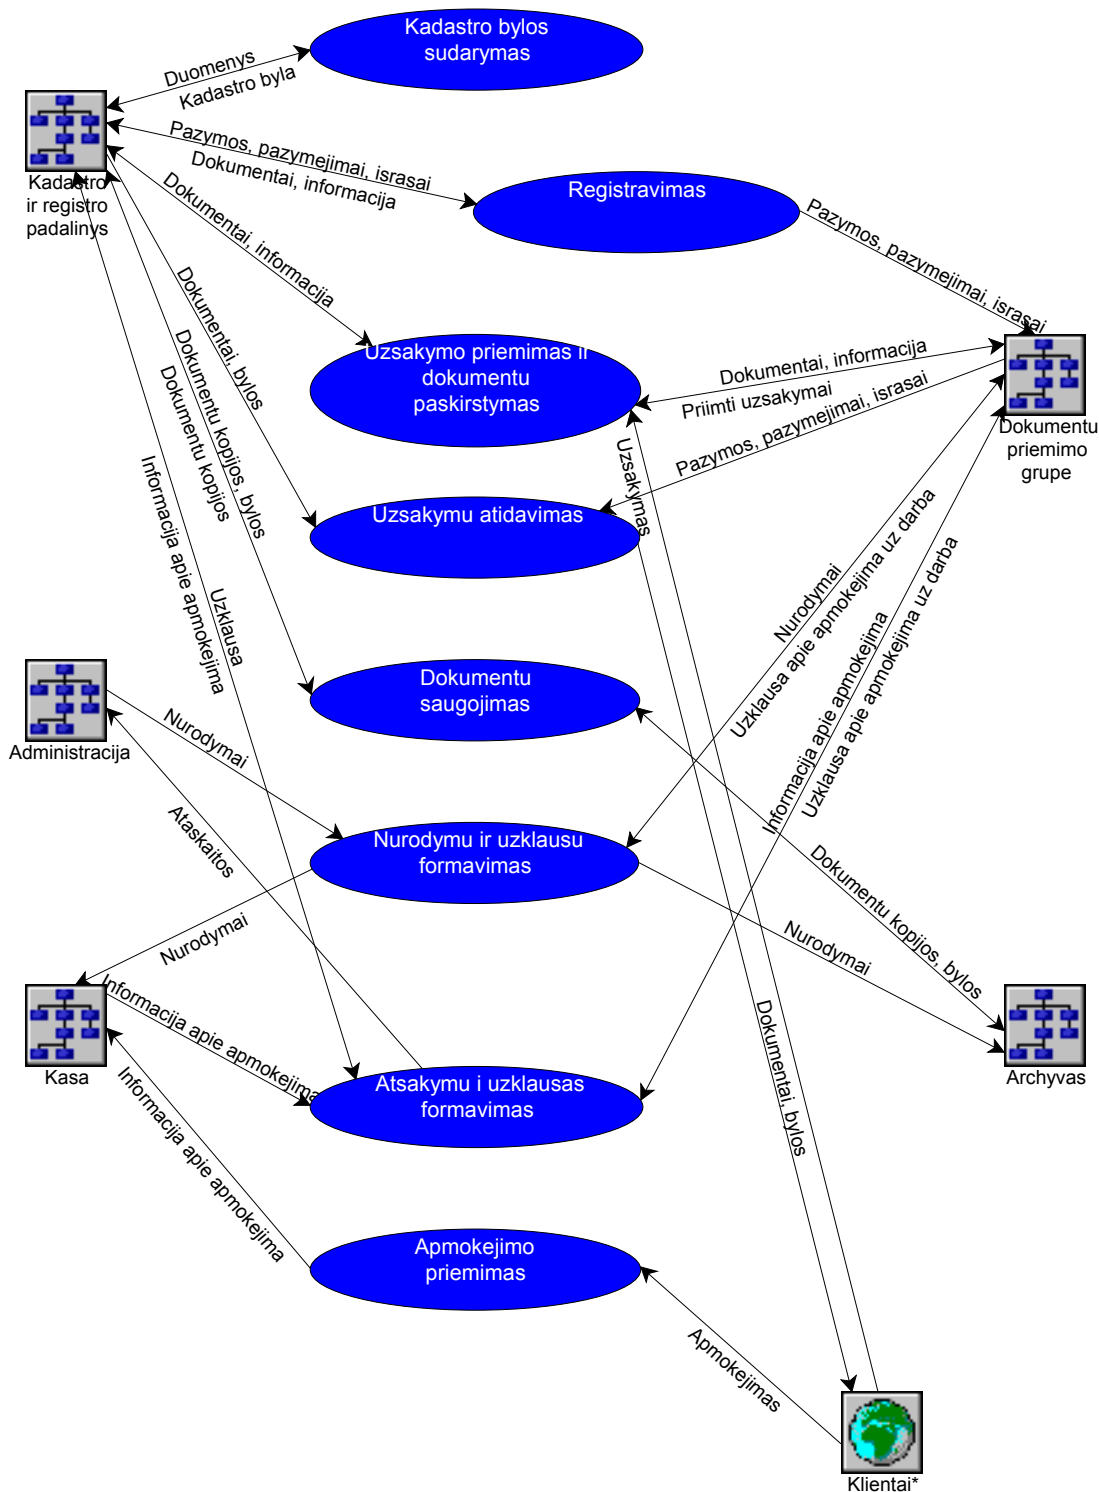 Kadastro bylos
sudarymas
Duomenys
Kadastro byla
Kadastro
ir registro
padalinys
Pazymos, pazymejimai, israsai
Dokumentai, informacija
Registravimas
Pazymos, pazymejimai, israsai
Dokumentai, informacija
Uzsakymo priemimas ir
dokumentu
paskirstymas
Dokumentai, informacija
Priimti uzsakymai
Pazymos, pazymejimai, israsai
Dokumentu
priemimo
grupe
Dokumentai, bylos
Dokumentu kopijos, bylos
Dokumentu kopijos
Uzsakymas
Uzsakymu atidavimas
Informacija apie apmokejima
Uzklausa
Nurodymai
Uzklausa apie apmokejima uz darba
Informacija apie apmokejima
Uzklausa apie apmokejima uz darba
Dokumentu
saugojimas
Administracija
Nurodymai
Ataskaitos
Nurodymu ir uzklausu
formavimas
Dokumentu kopijos, bylos
Nurodymai
Nurodymai
Kasa
Informacija apie apmokejima
Informacija apie apmokejima
Atsakymu i uzklausas
formavimas
Dokumentai, bylos
Archyvas
Apmokejimo
priemimas
Apmokejimas
Klientai*